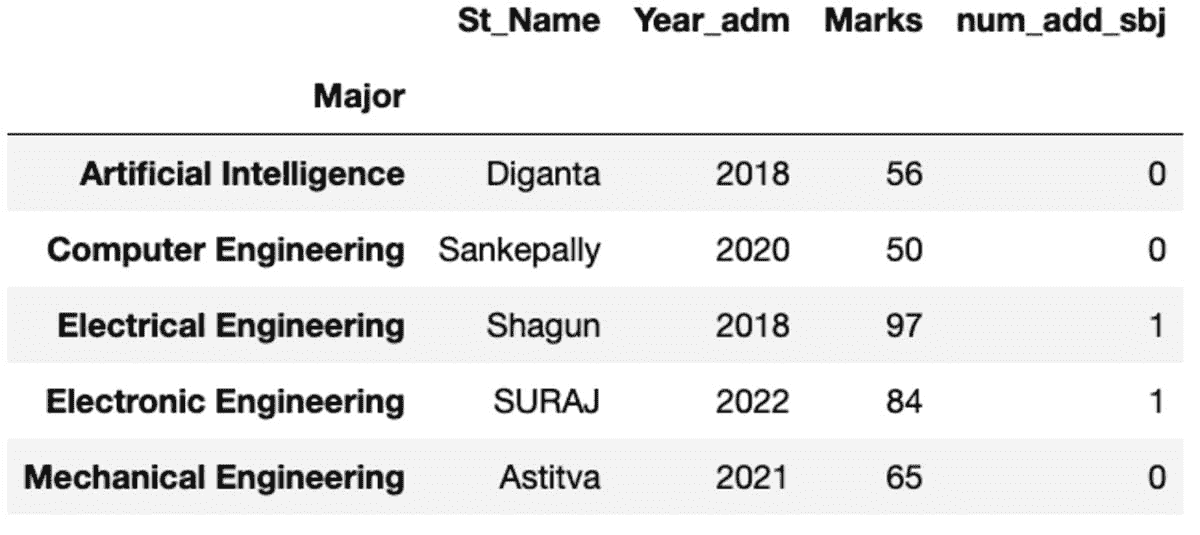 St_Name Year_adm Marks num_add_sbj
Major
Artificial Intelligence Diganta 2018 56 0
Computer Engineering Sankepally 2020 50 0
Electrical Engineering Shagun 2018 97 1
Electronic Engineering SURAJ 2022 84 1
Mechanical Engineering Astitva 2021 65 0